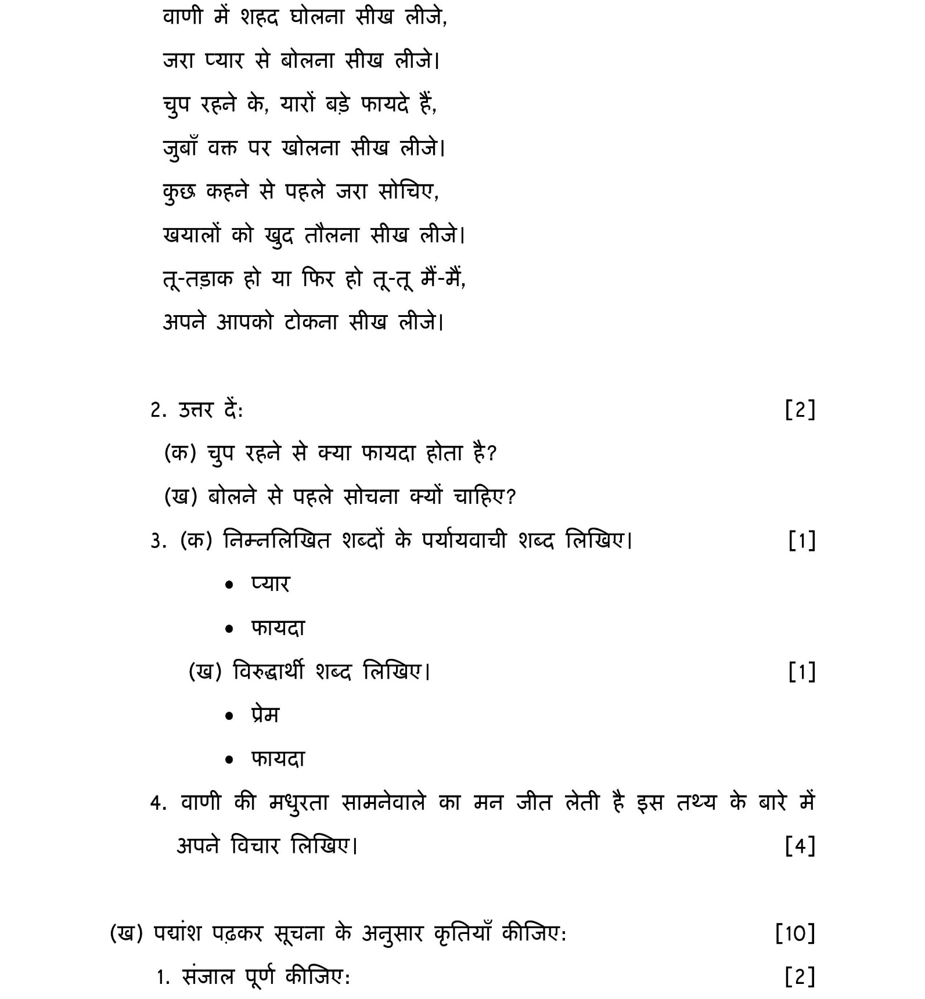 वाणी में शहद घोलना सीख लीजे,
जरा प्यार से बोलना सीख लीजे।
चुप रहने के, यारों बड़े फायदे हैं,
जुबाँ वक्त पर खोलना सीख लीजे।
कुछ कहने से पहले जरा सोचिए,
खयालों को खुद तौलना सीख लीजे।
तू-तड़ाक हो या फिर हो तू-तू मैं-मैं,
अपने आपको टोकना सीख लीजे।
2. उत्तर दें: [2]
(क) चुप रहने से क्या फायदा होता है?
(ख) बोलने से पहले सोचना क्यों चाहिए?
3. (क) निम्नलिखित शब्दों के पर्यायवाची शब्द लिखिए। [1]
• प्यार
• फायदा
(ख) विरुद्धार्थी शब्द लिखिए। [1]
• प्रेम
• फायदा
4. वाणी की मधुरता सामनेवाले का मन जीत लेती है इस तथ्य के बारे में
अपने विचार लिखिए। [4]
(ख) पद्यांश पढ़कर सूचना के अनुसार कृतियाँ कीजिए: [10]
1. संजाल पूर्ण कीजिए: [2]